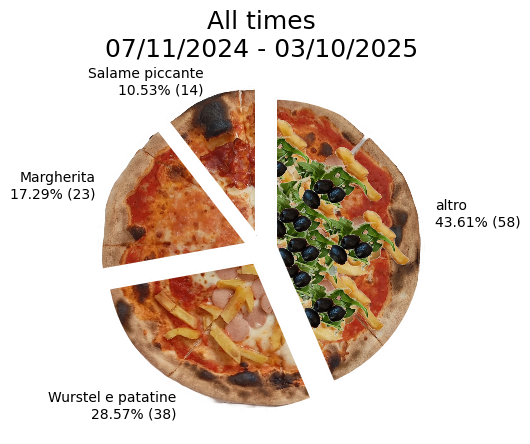 All times
07/11/2024 - 03/10/2025
Salame piccante
10.53% (14)
Margherita
17.29% (23)
altro
43.61% (58)
Wurstel e patatine
28.57% (38)